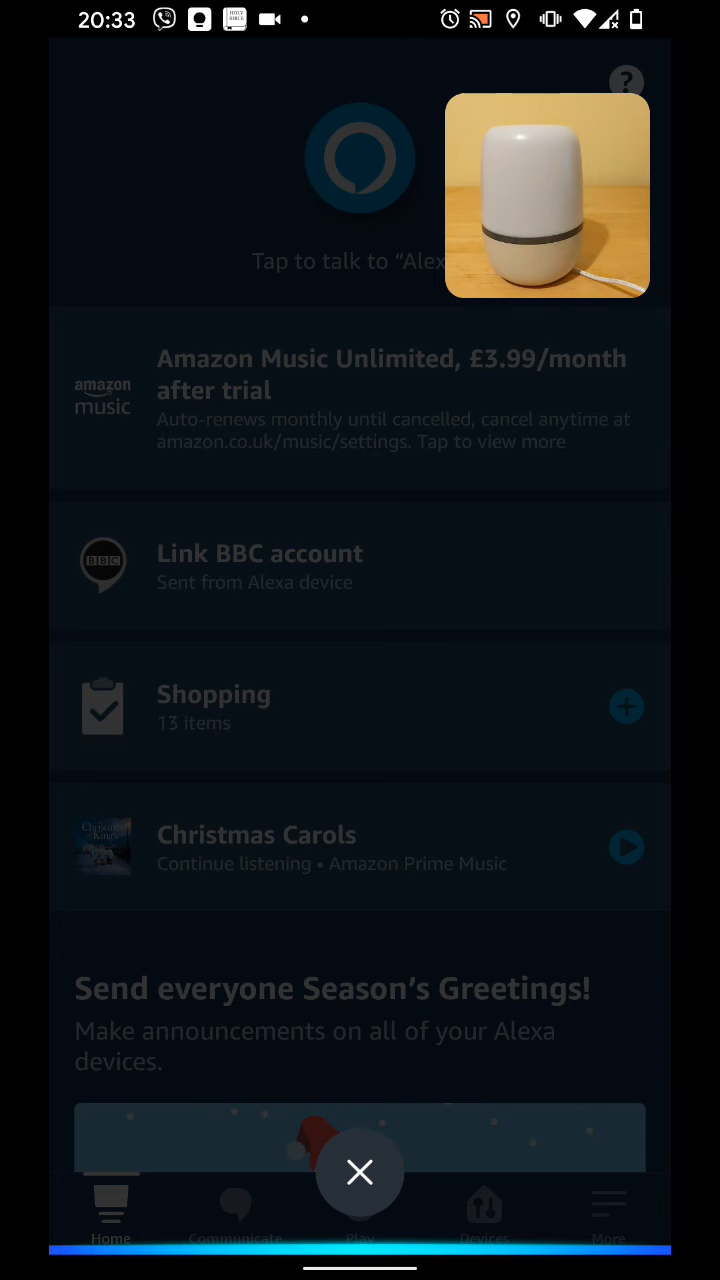 20:33
HOLY
BIBLE
?
Tap to talk to “Alex
amazon
music
Amazon Music Unlimited, £3.99/month
after trial
Auto-renews monthly until cancelled, cancel anytime at
amazon.co.uk/music/settings. Tap to view more
BBC
Link BBC account
Sent from Alexa device
Shopping
13 items
Christmas Carols
Continue listening • Amazon Prime Music
Send everyone Season’s Greetings!
Make announcements on all of your Alexa
devices.
Home
Communicate
Play
Devices
More